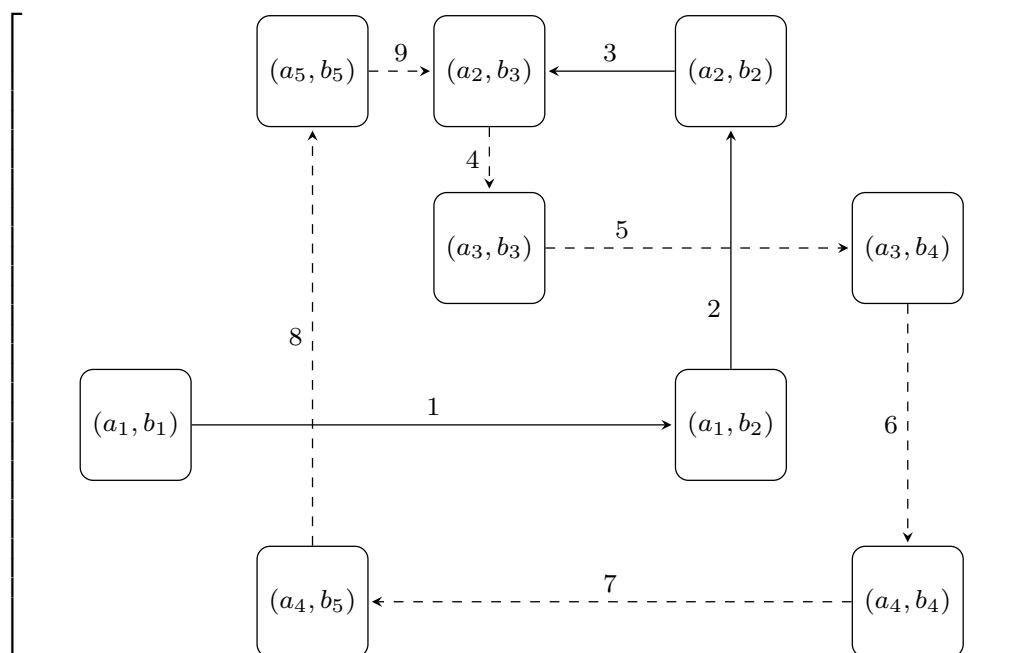 9 3
(a₅, b₅) (a₂, b₃) (a₂, b₂)
4
5
(a₃, b₃) (a₃, b₄)
2
8
1
(a₁, b₁) (a₁, b₂) 6
7
(a₄, b₅) (a₄, b₄)